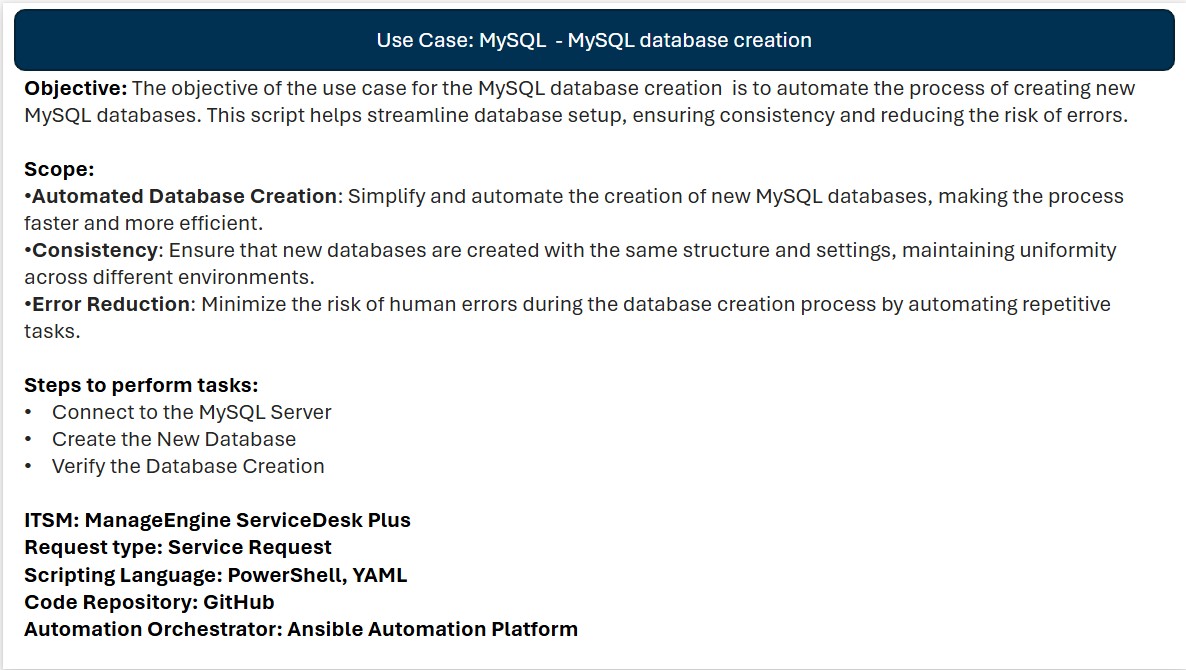 Use Case: MySQL  - MySQL database creation
Objective: The objective of the use case for the MySQL database creation  is to automate the process of creating new
MySQL databases. This script helps streamline database setup, ensuring consistency and reducing the risk of errors.
Scope:
•Automated Database Creation: Simplify and automate the creation of new MySQL databases, making the process
faster and more efficient.
•Consistency: Ensure that new databases are created with the same structure and settings, maintaining uniformity
across different environments.
•Error Reduction: Minimize the risk of human errors during the database creation process by automating repetitive
tasks.
Steps to perform tasks:
• Connect to the MySQL Server
• Create the New Database
• Verify the Database Creation
ITSM: ManageEngine ServiceDesk Plus
Request type: Service Request
Scripting Language: PowerShell, YAML
Code Repository: GitHub
Automation Orchestrator: Ansible Automation Platform